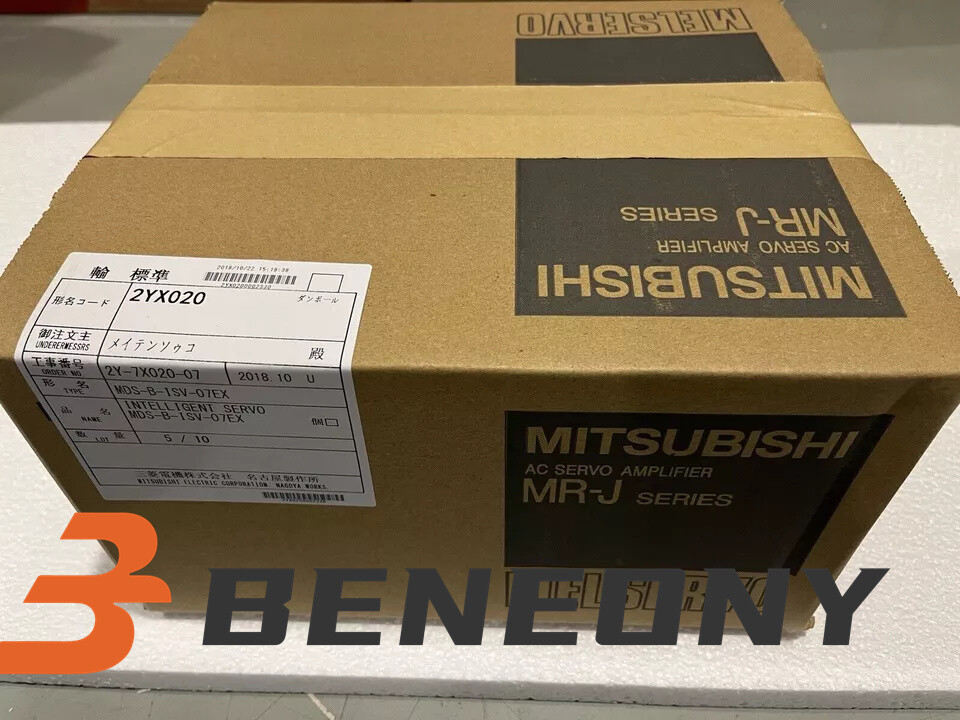 MELSERVO
MITSUBISHI
AC SERVO AMPLIFIER
MR-J SERIES
輸 標準
2018/10/22 15:19:38
形名コード
2YX020
ダンボール
御注文主
メイテンソゥコ
殿
工事番号
ORDER NO
2Y-7X020-07
2018.10 U
形 名
TYPE
MDS-B-1SV-07EX
品 名
NAME
INTELLIGENT SERVO
MDS-B-1SV-07EX
個□
数 量
LOT
5 / 10
三菱電機株式会社 名古屋製作所
MITSUBISHI ELECTRIC CORPORATION. NAGOYA WORKS.
MITSUBISHI
AC SERVO AMPLIFIER
MR-J SERIES
MELSERVO
BENEONY